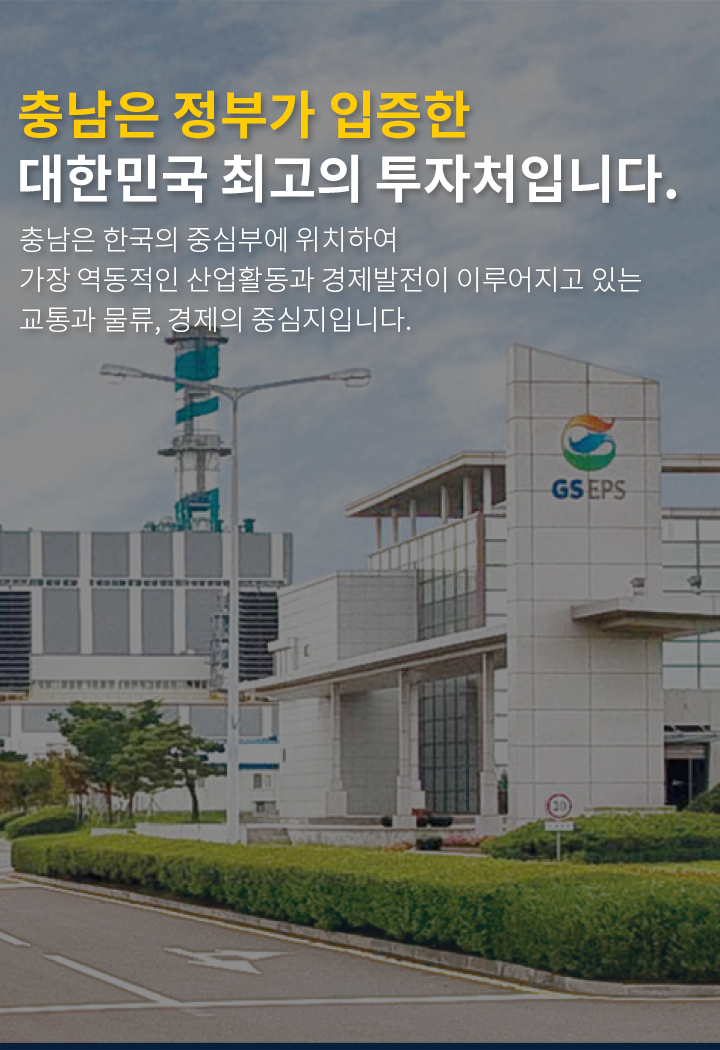 충남은 정부가 입증한
대한민국 최고의 투자처입니다.
충남은 한국의 중심부에 위치하여
가장 역동적인 산업활동과 경제발전이 이루어지고 있는
교통과 물류, 경제의 중심지입니다.
GS EPS
20